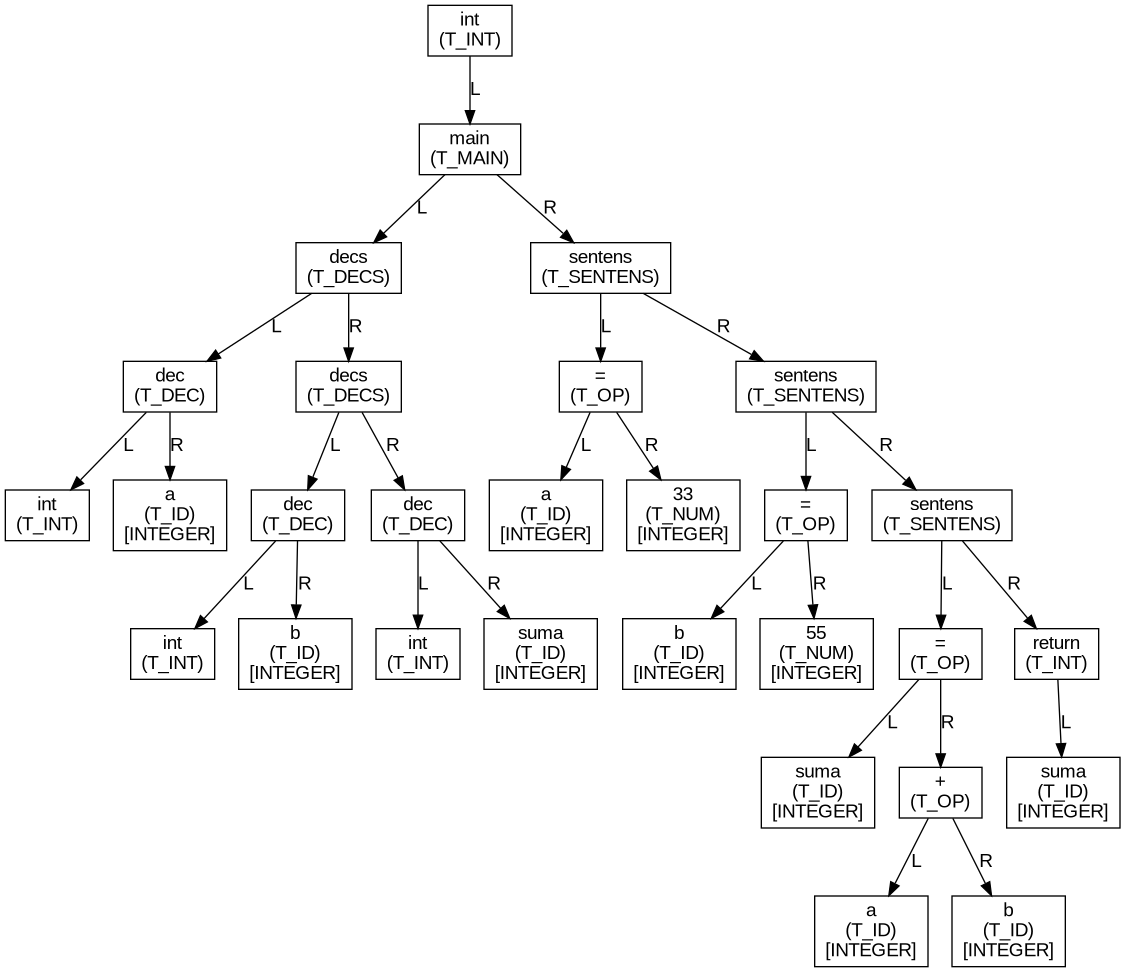 int
(T_INT)
L
main
(T_MAIN)
L
R
decs
(T_DECS)
sentens
(T_SENTENS)
L
R
L
R
dec
(T_DEC)
decs
(T_DECS)
=
(T_OP)
sentens
(T_SENTENS)
L
R
L
R
L
R
L
R
int
(T_INT)
a
(T_ID)
[INTEGER]
dec
(T_DEC)
dec
(T_DEC)
a
(T_ID)
[INTEGER]
33
(T_NUM)
[INTEGER]
=
(T_OP)
sentens
(T_SENTENS)
L
R
L
R
L
R
L
R
int
(T_INT)
b
(T_ID)
[INTEGER]
int
(T_INT)
suma
(T_ID)
[INTEGER]
b
(T_ID)
[INTEGER]
55
(T_NUM)
[INTEGER]
=
(T_OP)
return
(T_INT)
L
R
L
suma
(T_ID)
[INTEGER]
+
(T_OP)
suma
(T_ID)
[INTEGER]
L
R
a
(T_ID)
[INTEGER]
b
(T_ID)
[INTEGER]